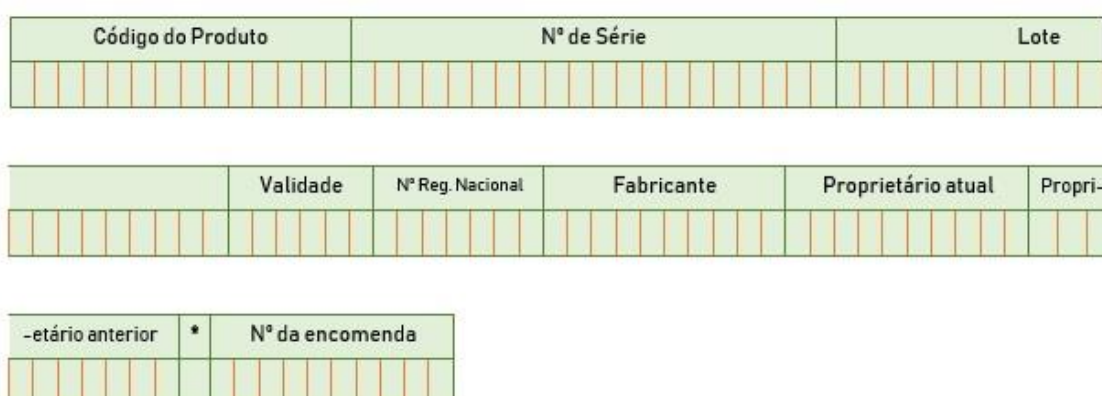 Código do Produto Nº de Série Lote
Validade Nº Reg. Nacional Fabricante Proprietário atual Propri-
-etário anterior * Nº da encomenda